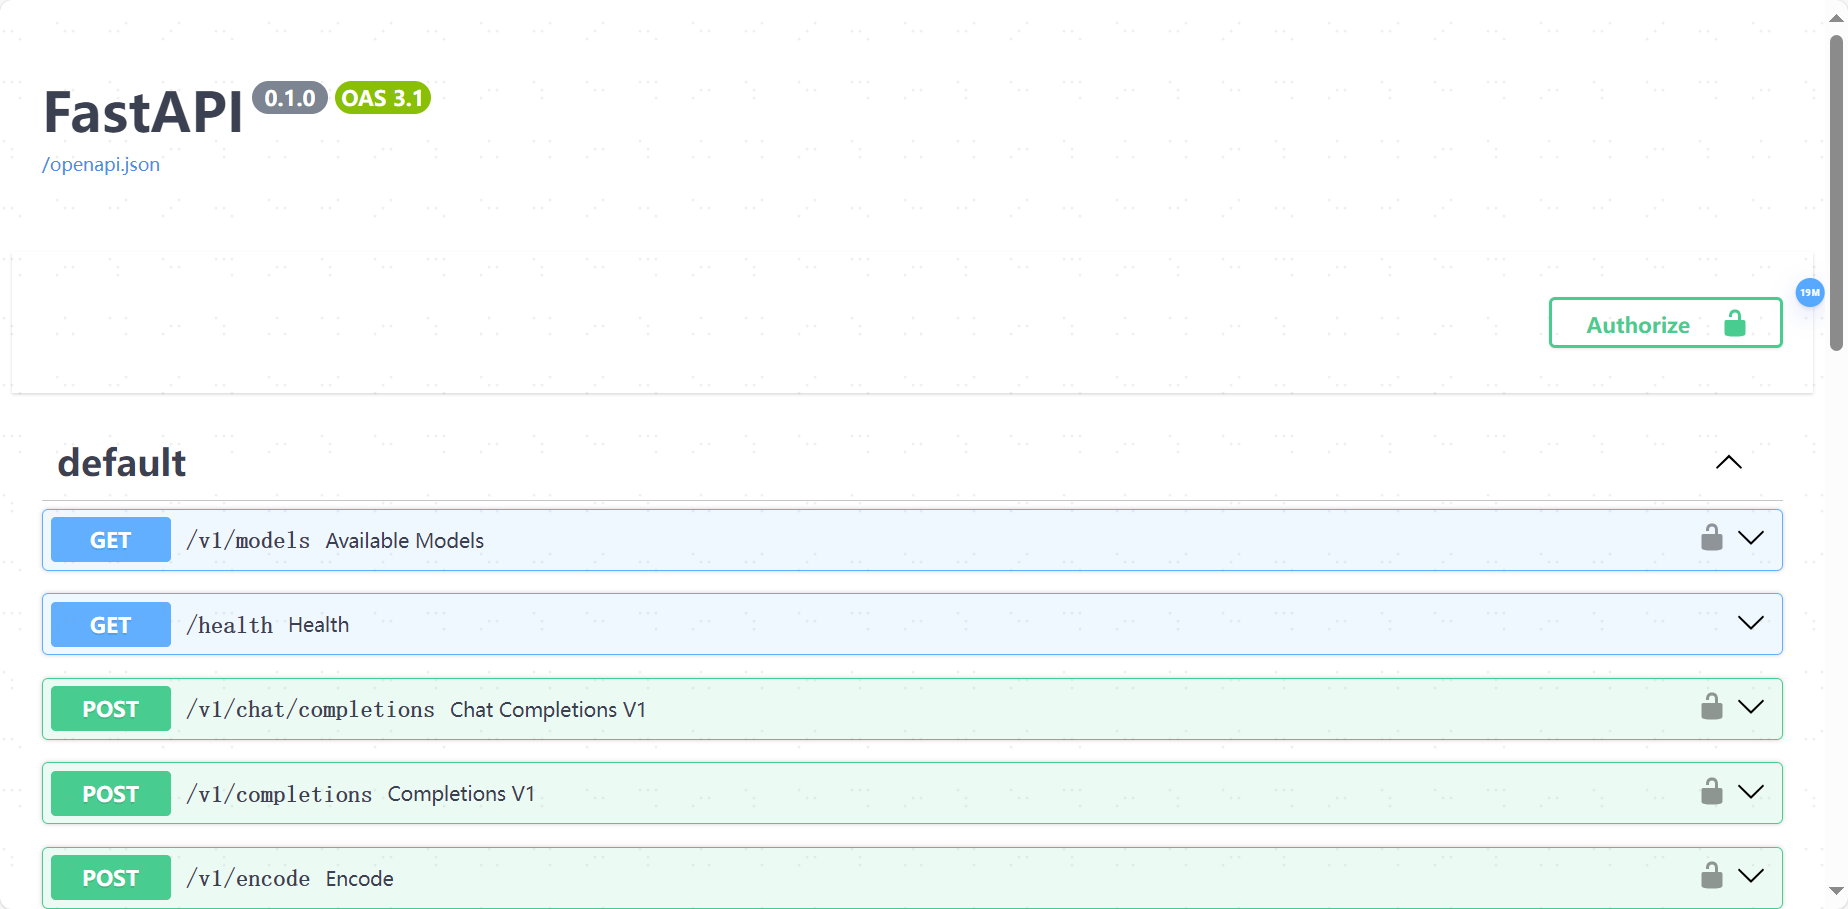 FastAPI 0.1.0 OAS 3.1
/openapi.json
Authorize
19M
default
GET /v1/models Available Models
GET /health Health
POST /v1/chat/completions Chat Completions V1
POST /v1/completions Completions V1
POST /v1/encode Encode